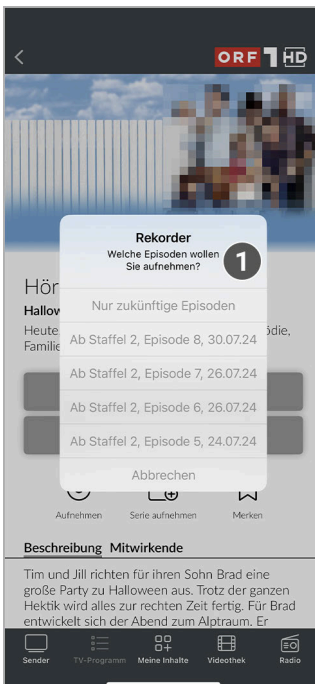 ORF 1 HD
Rekorder
Welche Episoden wollen
Sie aufnehmen?
1
Hör
Nur zukünftige Episoden
Hallow
Heute
ödie,
Familie
Ab Staffel 2, Episode 8, 30.07.24
Ab Staffel 2, Episode 7, 26.07.24
Ab Staffel 2, Episode 6, 26.07.24
Ab Staffel 2, Episode 5, 24.07.24
Abbrechen
Aufnehmen Serie aufnehmen Merken
Beschreibung Mitwirkende
Tim und Jill richten für ihren Sohn Brad eine
große Party zu Halloween aus. Trotz der ganzen
Hektik wird alles zur rechten Zeit fertig. Für Brad
entwickelt sich der Abend zum Alptraum. Er
Sender TV-Programm Meine Inhalte Videothek Radio